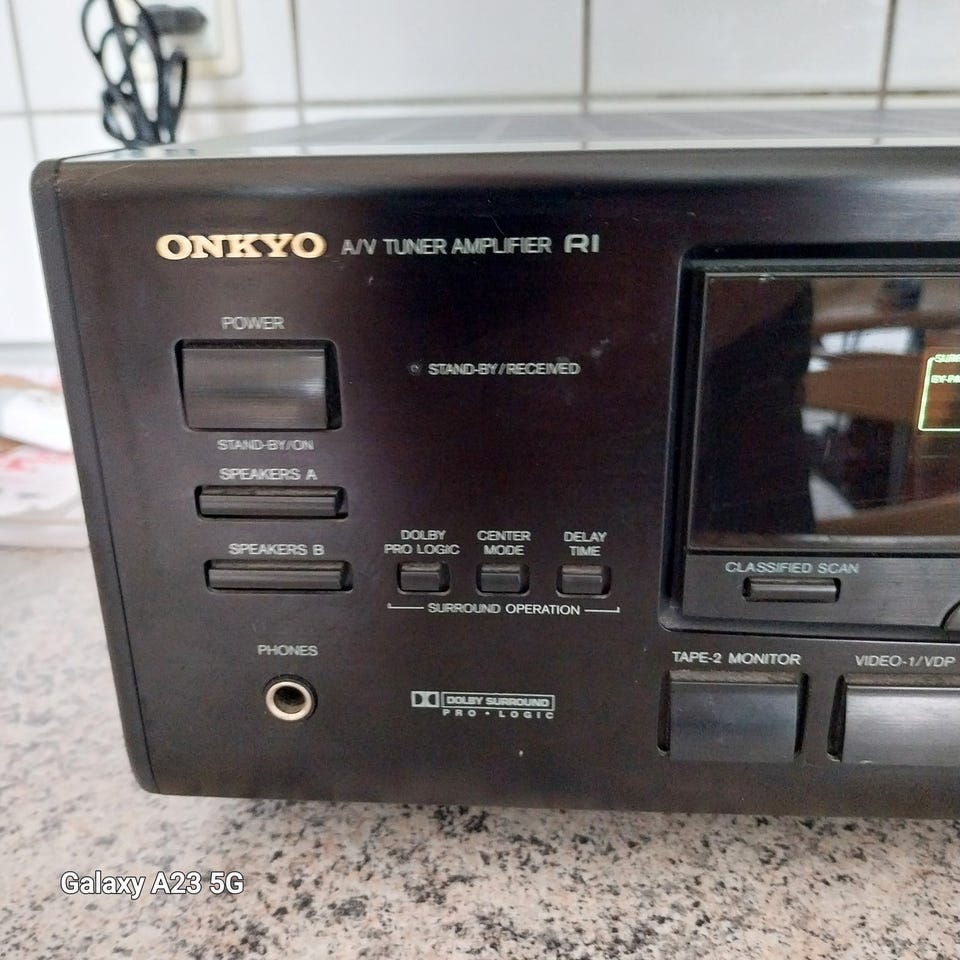 ONKYO A/V TUNER AMPLIFIER RI
POWER
STAND-BY/RECEIVED
STAND-BY/ON
SPEAKERS A
SPEAKERS B
DOLBY PRO LOGIC
CENTER MODE
DELAY TIME
SURROUND OPERATION
CLASSIFIED SCAN
PHONES
TAPE-2 MONITOR
VIDEO-1/VDP
DOLBY SURROUND
PRO • LOGIC
Galaxy A23 5G